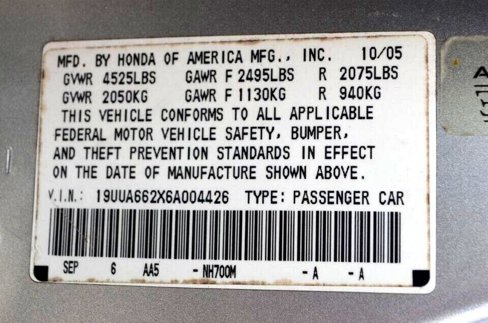 MFD. BY HONDA OF AMERICA MFG., INC. 10/05
GVWR 4525LBS GAWR F 2495LBS R 2075LBS
GVWR 2050KG GAWR F 1130KG R 940KG
THIS VEHICLE CONFORMS TO ALL APPLICABLE
FEDERAL MOTOR VEHICLE SAFETY, BUMPER,
AND THEFT PREVENTION STANDARDS IN EFFECT
ON THE DATE OF MANUFACTURE SHOWN ABOVE.
V.I.N.: 19UUA662X6A004426 TYPE: PASSENGER CAR
SEP 6 AA5 - NH700M - A - A